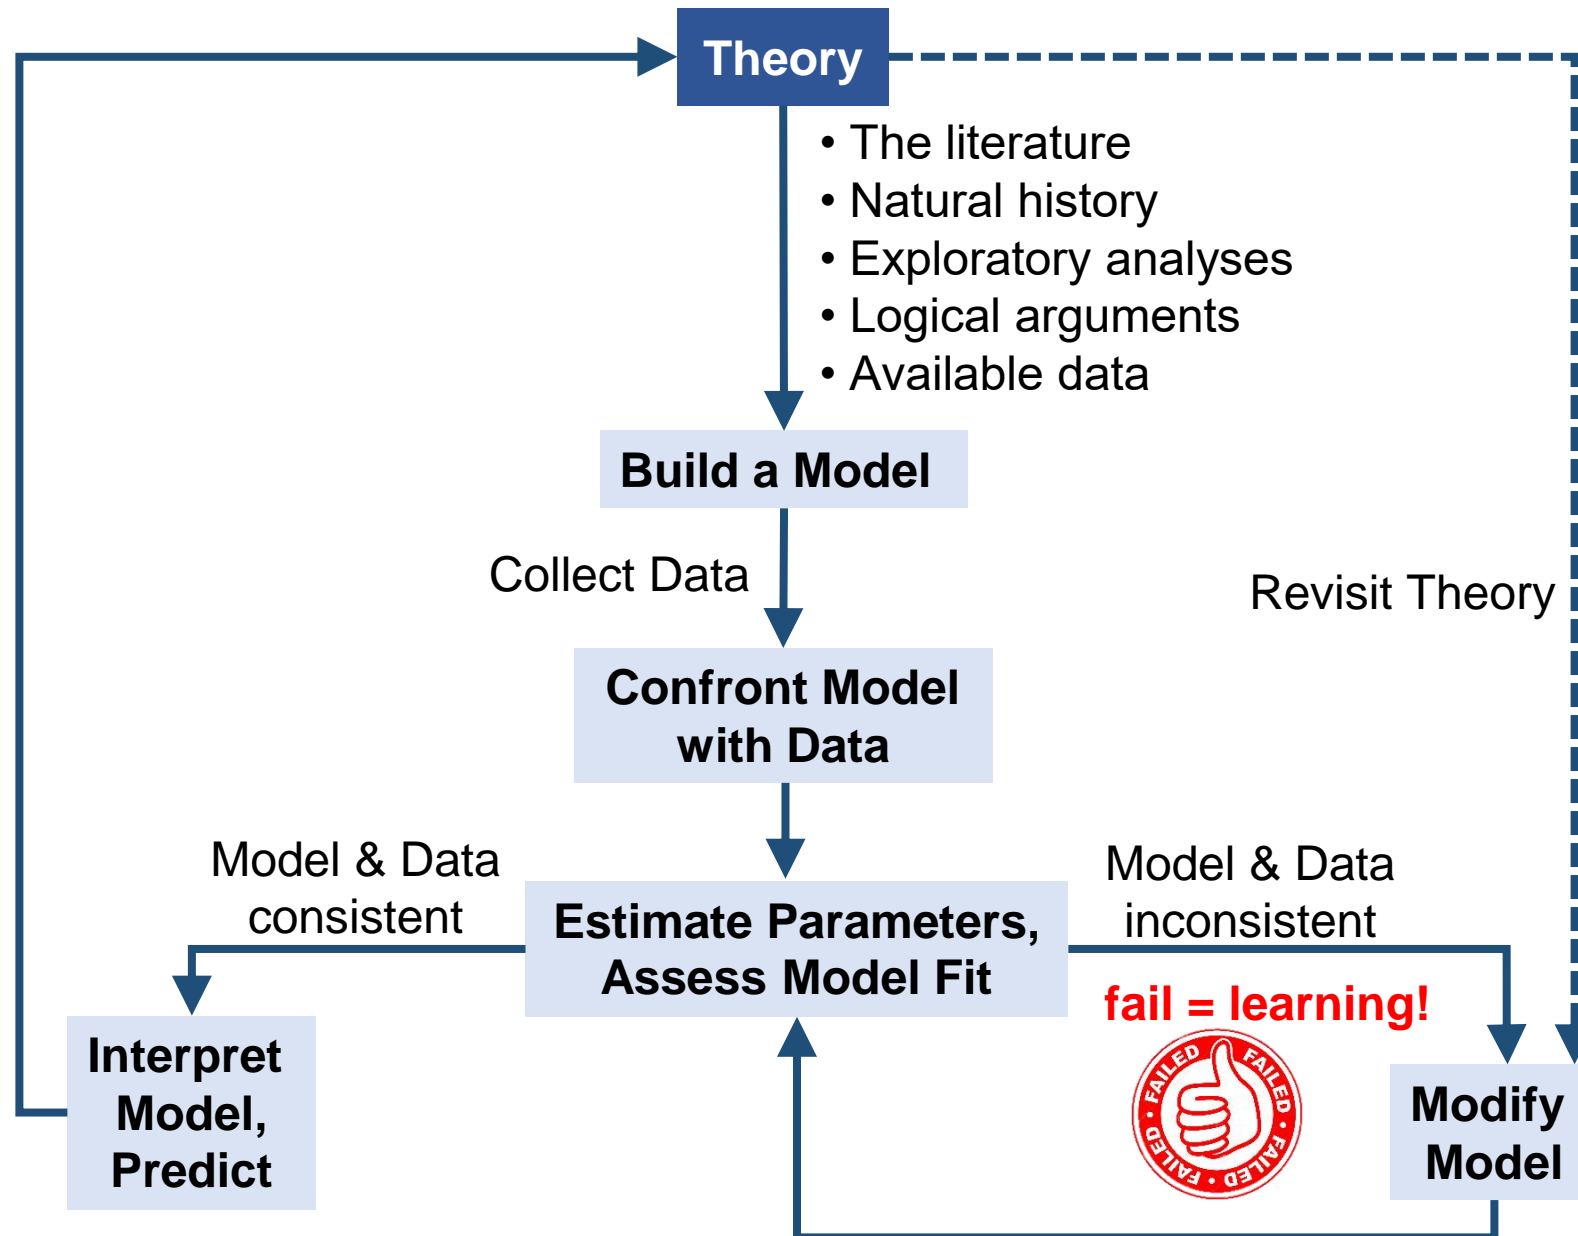 Theory
• The literature
• Natural history
• Exploratory analyses
• Logical arguments
• Available data
Build a Model
Collect Data
Revisit Theory
Confront Model
with Data
Model & Data
consistent
Model & Data
inconsistent
Estimate Parameters,
Assess Model Fit
fail = learning!
FAILED • FAILED • FAILED • FAILED •
Interpret
Model,
Predict
Modify
Model